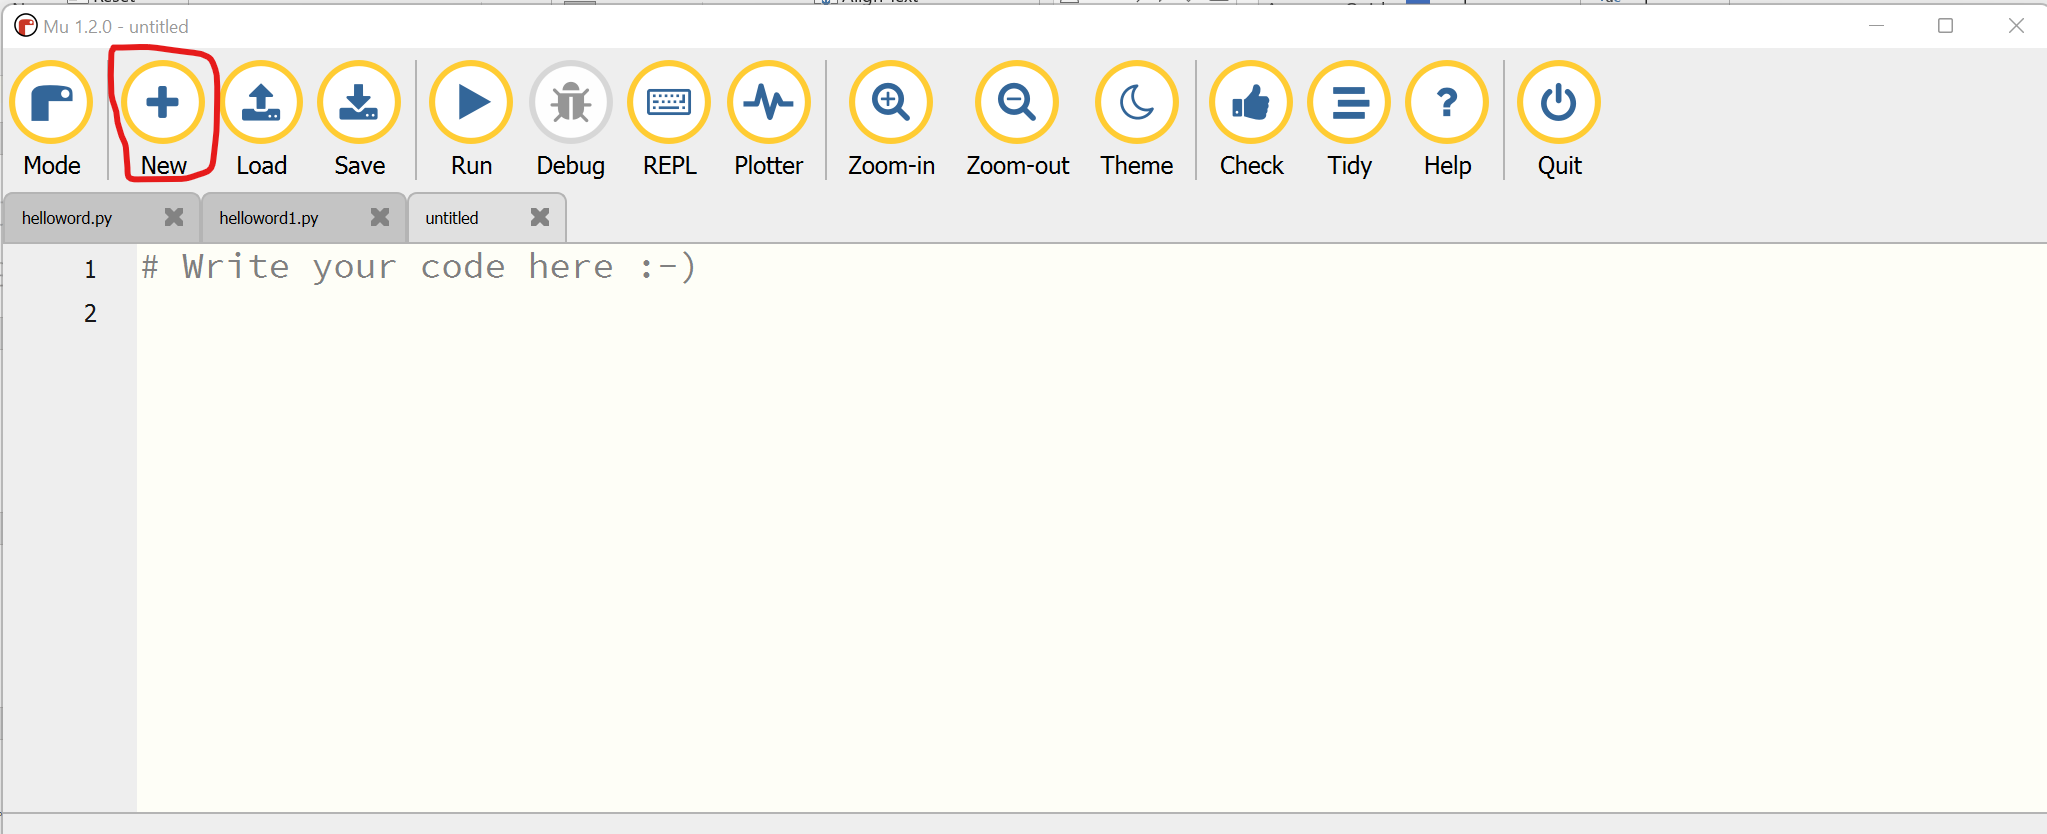 Mu 1.2.0 - untitled
Mode New Load Save Run Debug REPL Plotter Zoom-in Zoom-out Theme Check Tidy Help Quit
helloword.py helloword1.py untitled
1 # Write your code here :-)
2